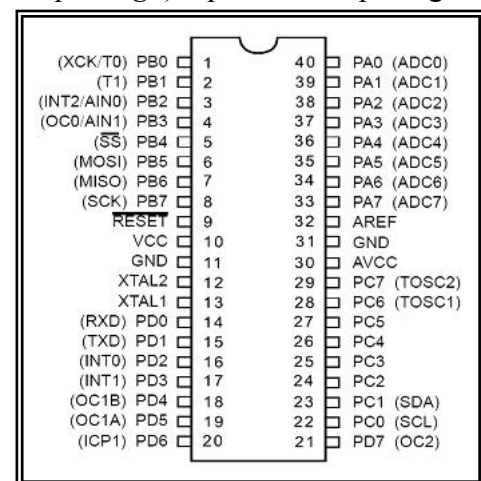 (XCK/T0) PB0 1 40 PA0 (ADC0)
(T1) PB1 2 39 PA1 (ADC1)
(INT2/AIN0) PB2 3 38 PA2 (ADC2)
(OC0/AIN1) PB3 4 37 PA3 (ADC3)
(SS) PB4 5 36 PA4 (ADC4)
(MOSI) PB5 6 35 PA5 (ADC5)
(MISO) PB6 7 34 PA6 (ADC6)
(SCK) PB7 8 33 PA7 (ADC7)
RESET 9 32 AREF
VCC 10 31 GND
GND 11 30 AVCC
XTAL2 12 29 PC7 (TOSC2)
XTAL1 13 28 PC6 (TOSC1)
(RXD) PD0 14 27 PC5
(TXD) PD1 15 26 PC4
(INT0) PD2 16 25 PC3
(INT1) PD3 17 24 PC2
(OC1B) PD4 18 23 PC1 (SDA)
(OC1A) PD5 19 22 PC0 (SCL)
(ICP1) PD6 20 21 PD7 (OC2)